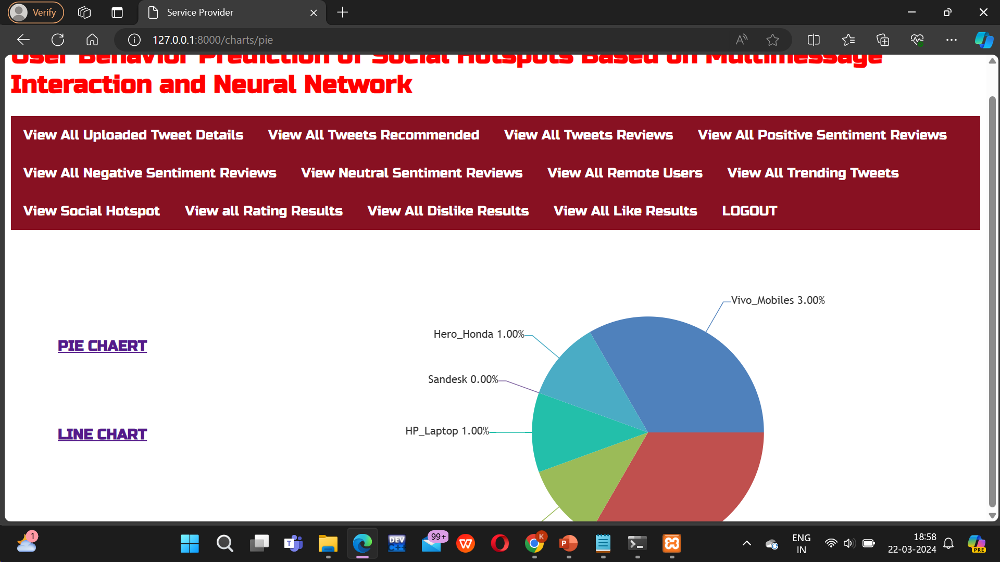 Verify
Service Provider
127.0.0.1:8000/charts/pie
User Behavior Prediction of Social Hotspots Based on Multimessage
Interaction and Neural Network
View All Uploaded Tweet Details View All Tweets Recommended View All Tweets Reviews View All Positive Sentiment Reviews
View All Negative Sentiment Reviews View Neutral Sentiment Reviews View All Remote Users View All Trending Tweets
View Social Hotspot View all Rating Results View All Dislike Results View All Like Results LOGOUT
Vivo_Mobiles 3.00%
Hero_Honda 1.00%
PIE CHAERT
Sandesk 0.00%
HP_Laptop 1.00%
LINE CHART
1
T
DEV
C++
99+
W
K
P
ENG
IN
18:58
22-03-2024
PRE